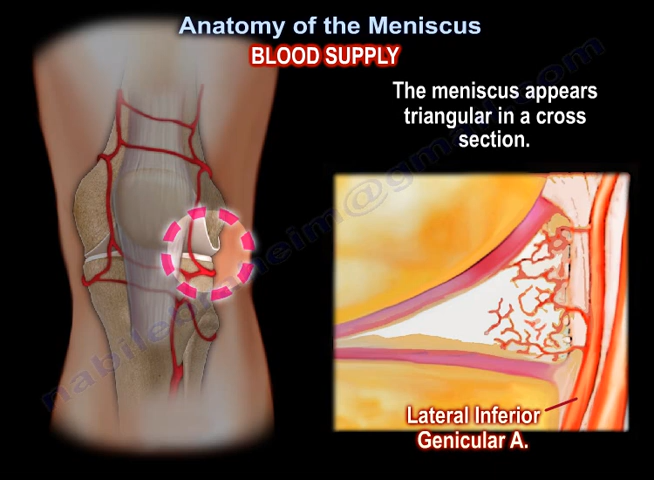 Anatomy of the Meniscus
BLOOD SUPPLY
The meniscus appears
triangular in a cross
section.
Lateral Inferior
Genicular A.